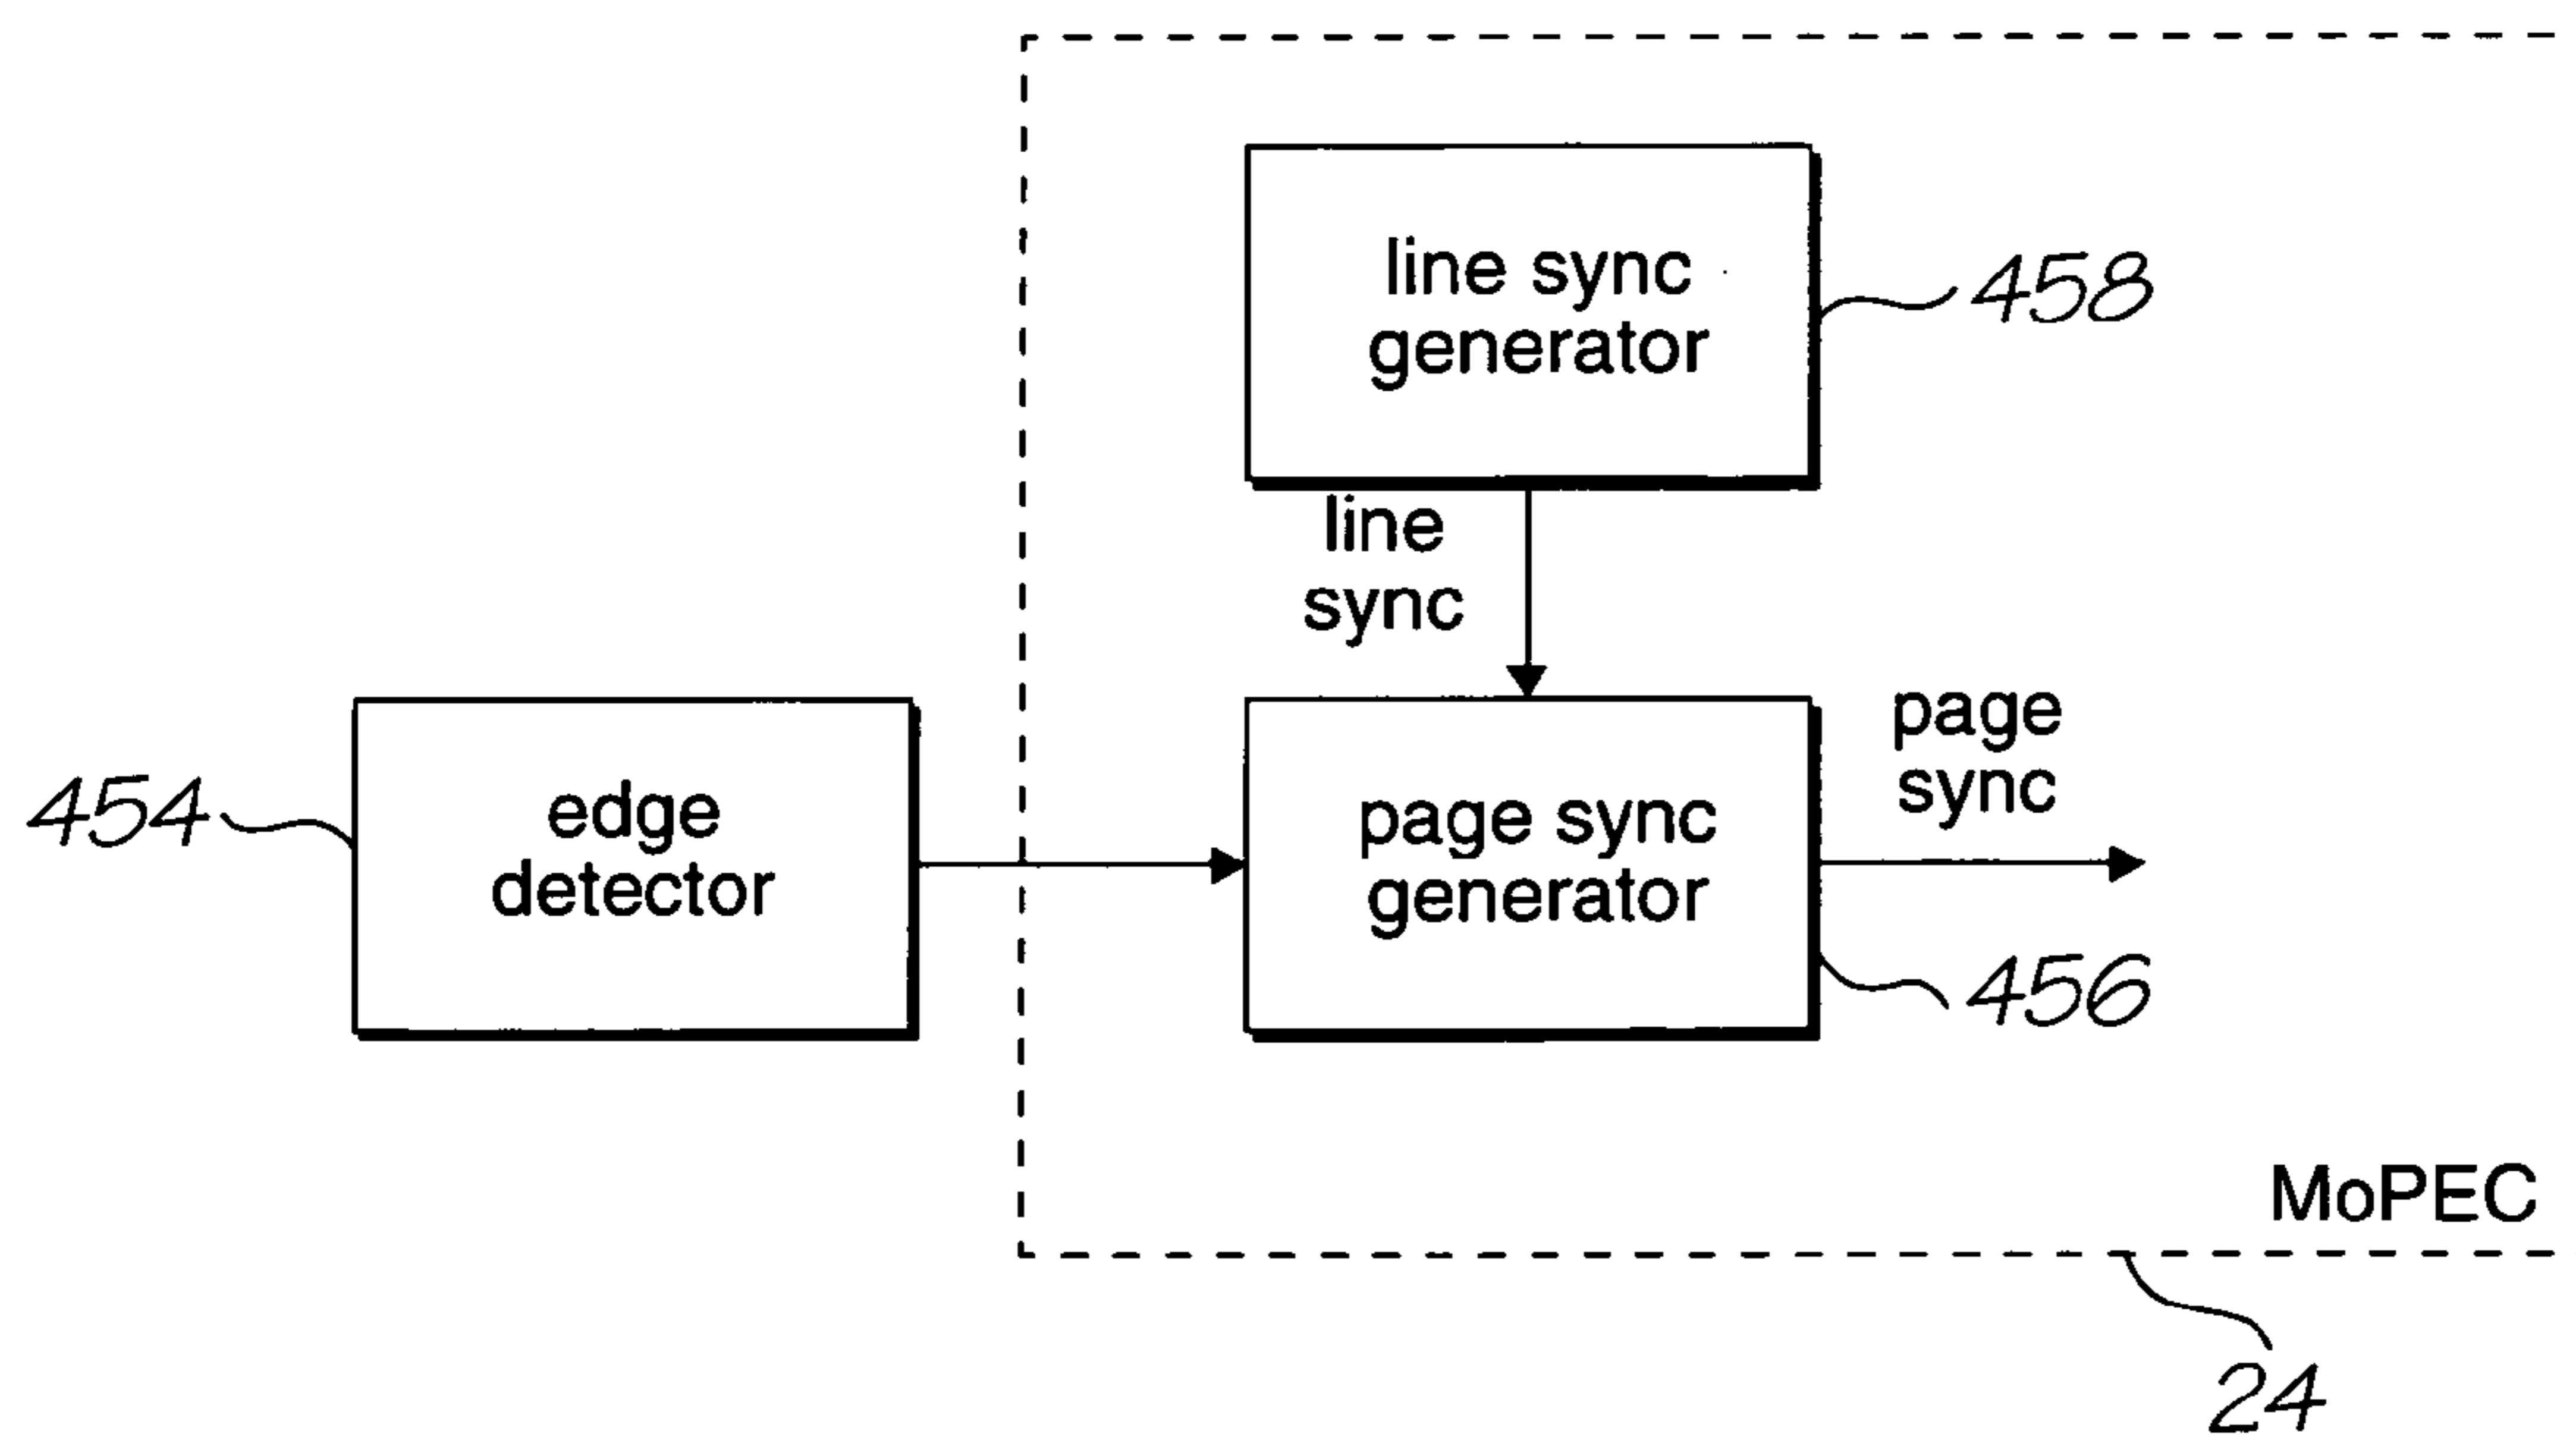 line sync
generator
458
line
sync
454
edge
detector
page sync
generator
page
sync
456
MoPEC
24